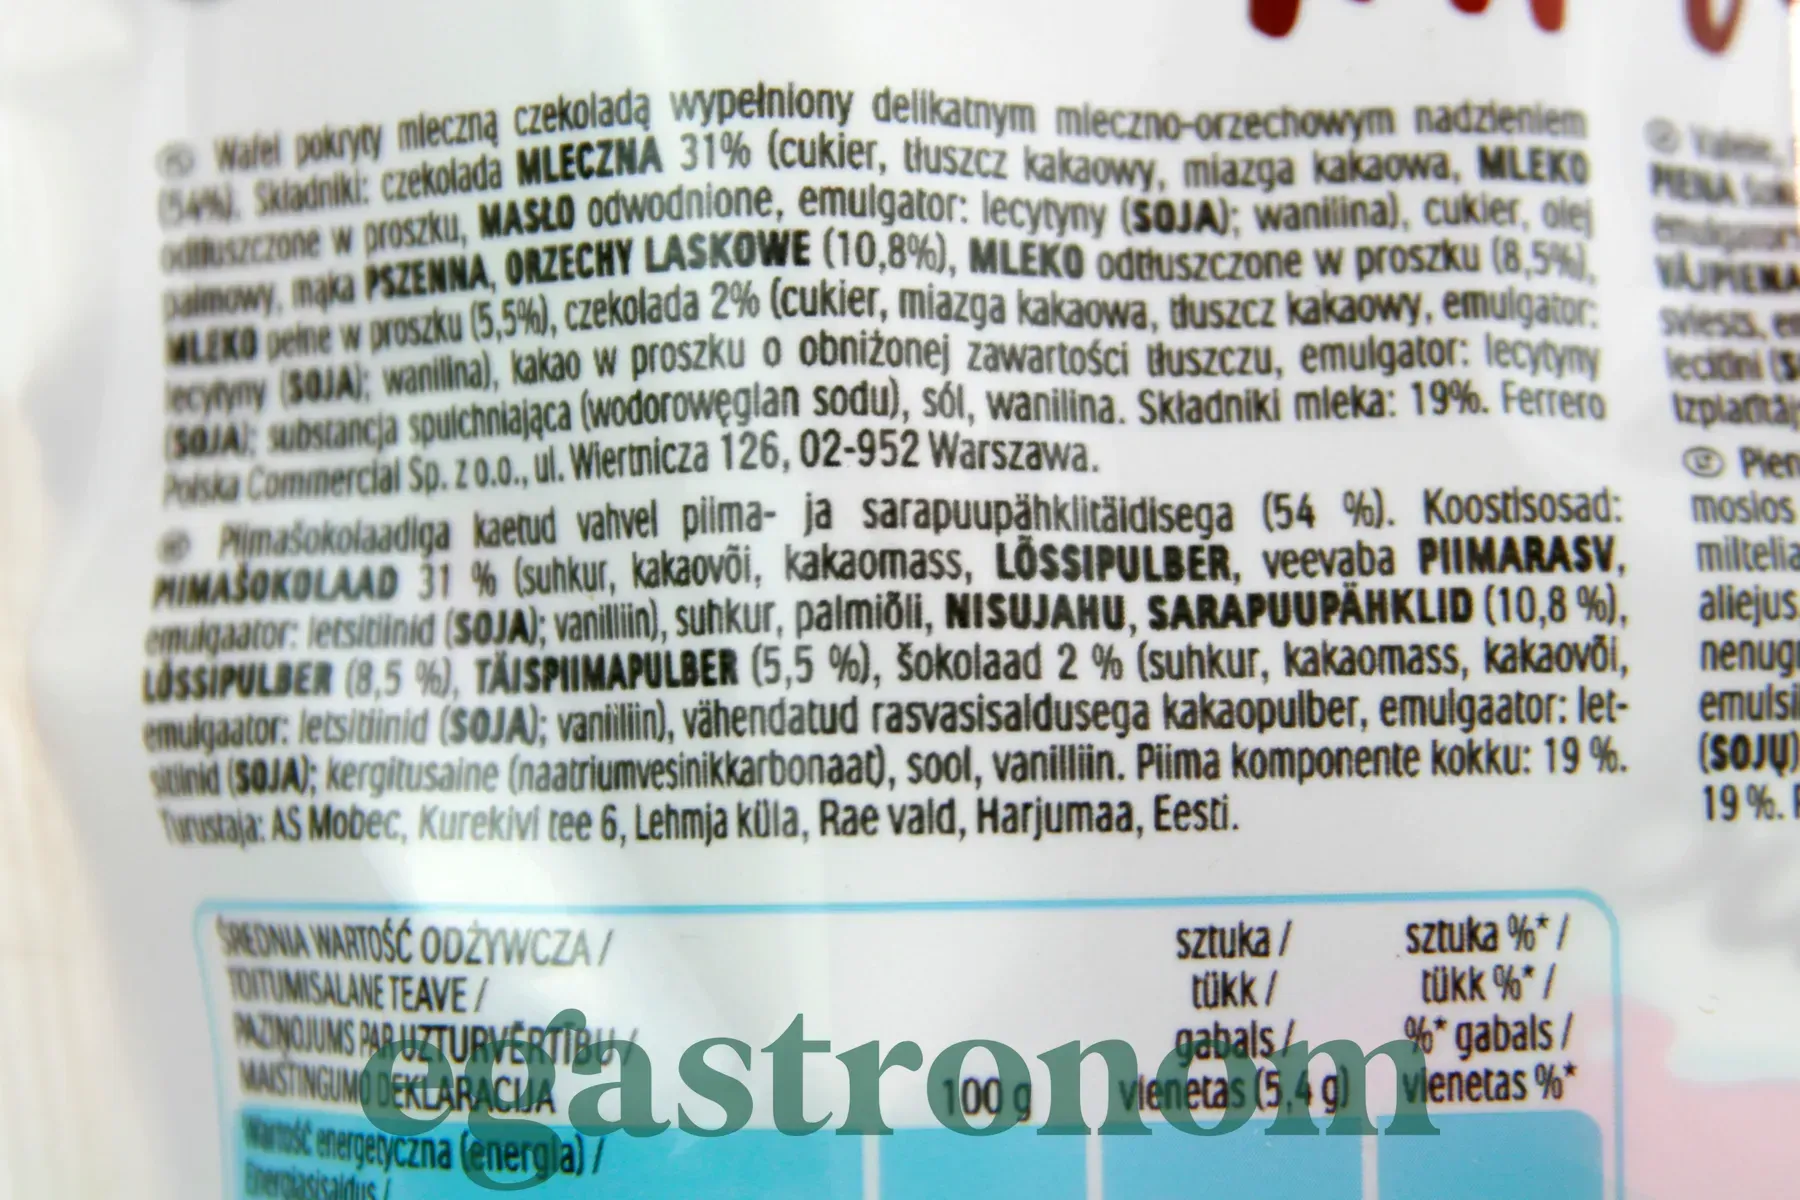 PL Wafel pokryty mleczną czekoladą wypełniony delikatnym mleczno-orzechowym nadzieniem
(54%). Składniki: czekolada MLECZNA 31% (cukier, tłuszcz kakaowy, miazga kakaowa, MLEKO
odtłuszczone w proszku, MASŁO odwodnione, emulgator: lecytyny (SOJA); wanilina), cukier, olej
palmowy, mąka PSZENNA, ORZECHY LASKOWE (10,8%), MLEKO odtłuszczone w proszku (8,5%),
MLEKO pełne w proszku (5,5%), czekolada 2% (cukier, miazga kakaowa, tłuszcz kakaowy, emulgator:
lecytyny (SOJA); wanilina), kakao w proszku o obniżonej zawartości tłuszczu, emulgator: lecytyny
(SOJA); substancja spulchniająca (wodorowęglan sodu), sól, wanilina. Składniki mleka: 19%. Ferrero
Polska Commercial Sp. z o.o., ul. Wiertnicza 126, 02-952 Warszawa.
Piimašokolaadiga kaetud vahvel piima- ja sarapuupähklitäidisega (54 %). Koostisosad:
PIIMAŠOKOLAAD 31 % (suhkur, kakaovõi, kakaomass, LÕSSIPULBER, veevaba PIIMARASV,
emulgaator: letsitiinid (SOJA); vanilliin), suhkur, palmiõli, NISUJAHU, SARAPUUPÄHKLID (10,8 %),
LÕSSIPULBER (8,5 %), TÄISPIIMAPULBER (5,5 %), šokolaad 2 % (suhkur, kakaomass, kakaovõi,
emulgaator: letsitiinid (SOJA); vaniilliin), vähendatud rasvasisaldusega kakaopulber, emulgaator: let-
sitiinid (SOJA); kergitusaine (naatriumvesinikkarbonaat), sool, vanilliin. Piima komponente kokku: 19 %.
Turustaja: AS Mobec, Kurekivi tee 6, Lehmja küla, Rae vald, Harjumaa, Eesti.
PIENA
VĀJPIENA
LT Pien
(SOJŲ)
19 %.
ŚREDNIA WARTOŚĆ ODŻYWCZA / sztuka / sztuka %* /
TOITUMISALANE TEAVE / tükk / tükk %* /
PAZIŅOJUMS PAR UZTURVĒRTĪBU / gabals / %* gabals /
MAISTINGUMO DEKLARACIJA 100 g vienetas (5,4 g) vienetas %*
Wartość energetyczna (energia) /
Energiasisaldus /
egastronom